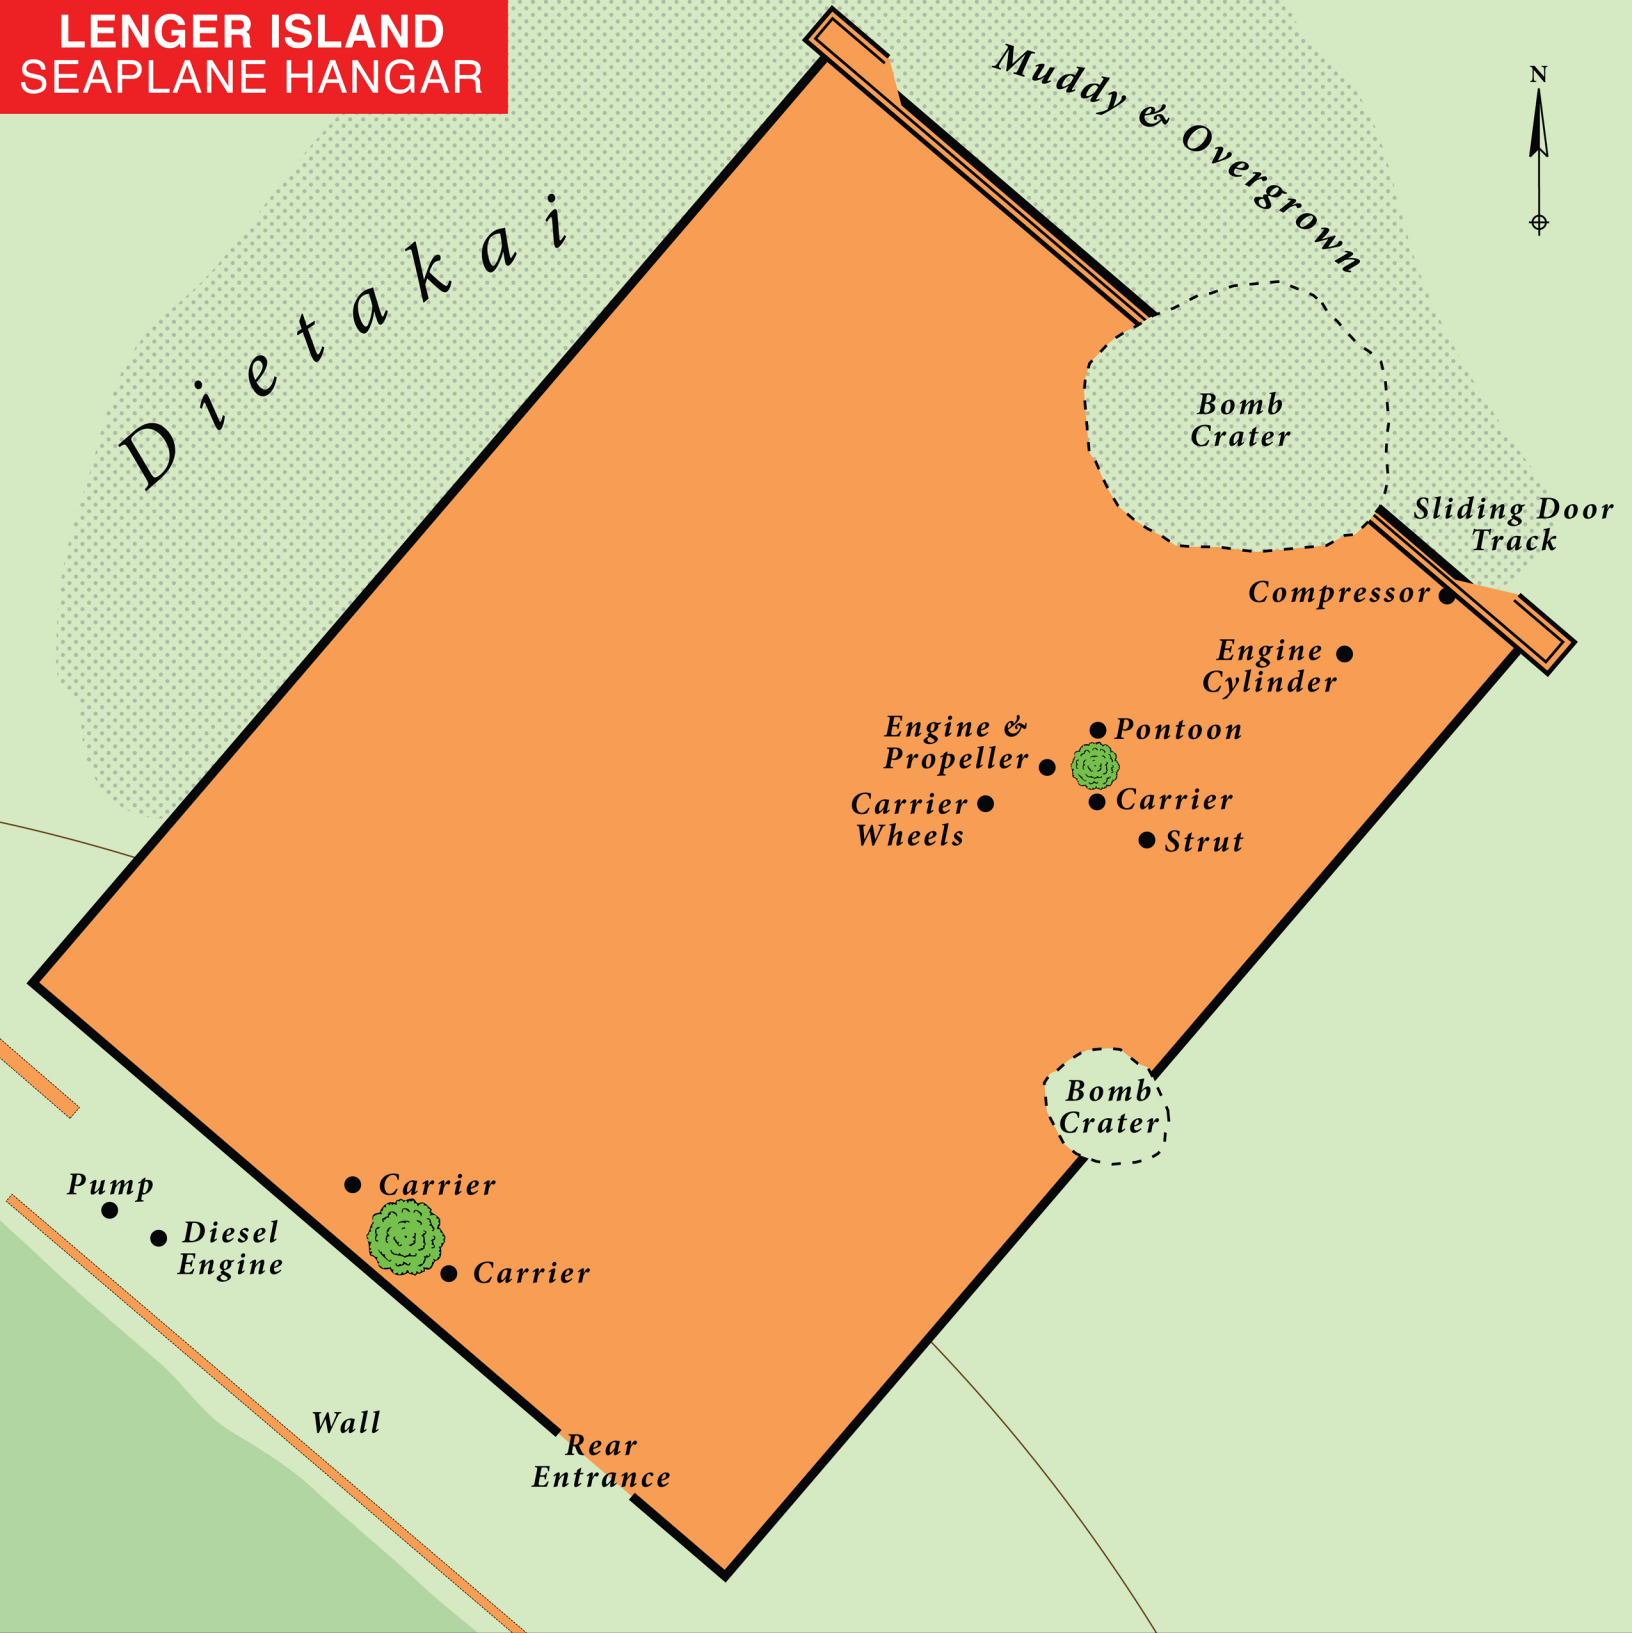 LENGER ISLAND
SEAPLANE HANGAR
N
Muddy & Overgrown
Dietakai
Bomb
Crater
Sliding Door
Track
Compressor
Engine
Cylinder
Engine &
Propeller
Pontoon
Carrier
Wheels
Carrier
Strut
Bomb
Crater
Pump
Diesel
Engine
Carrier
Carrier
Wall
Rear
Entrance